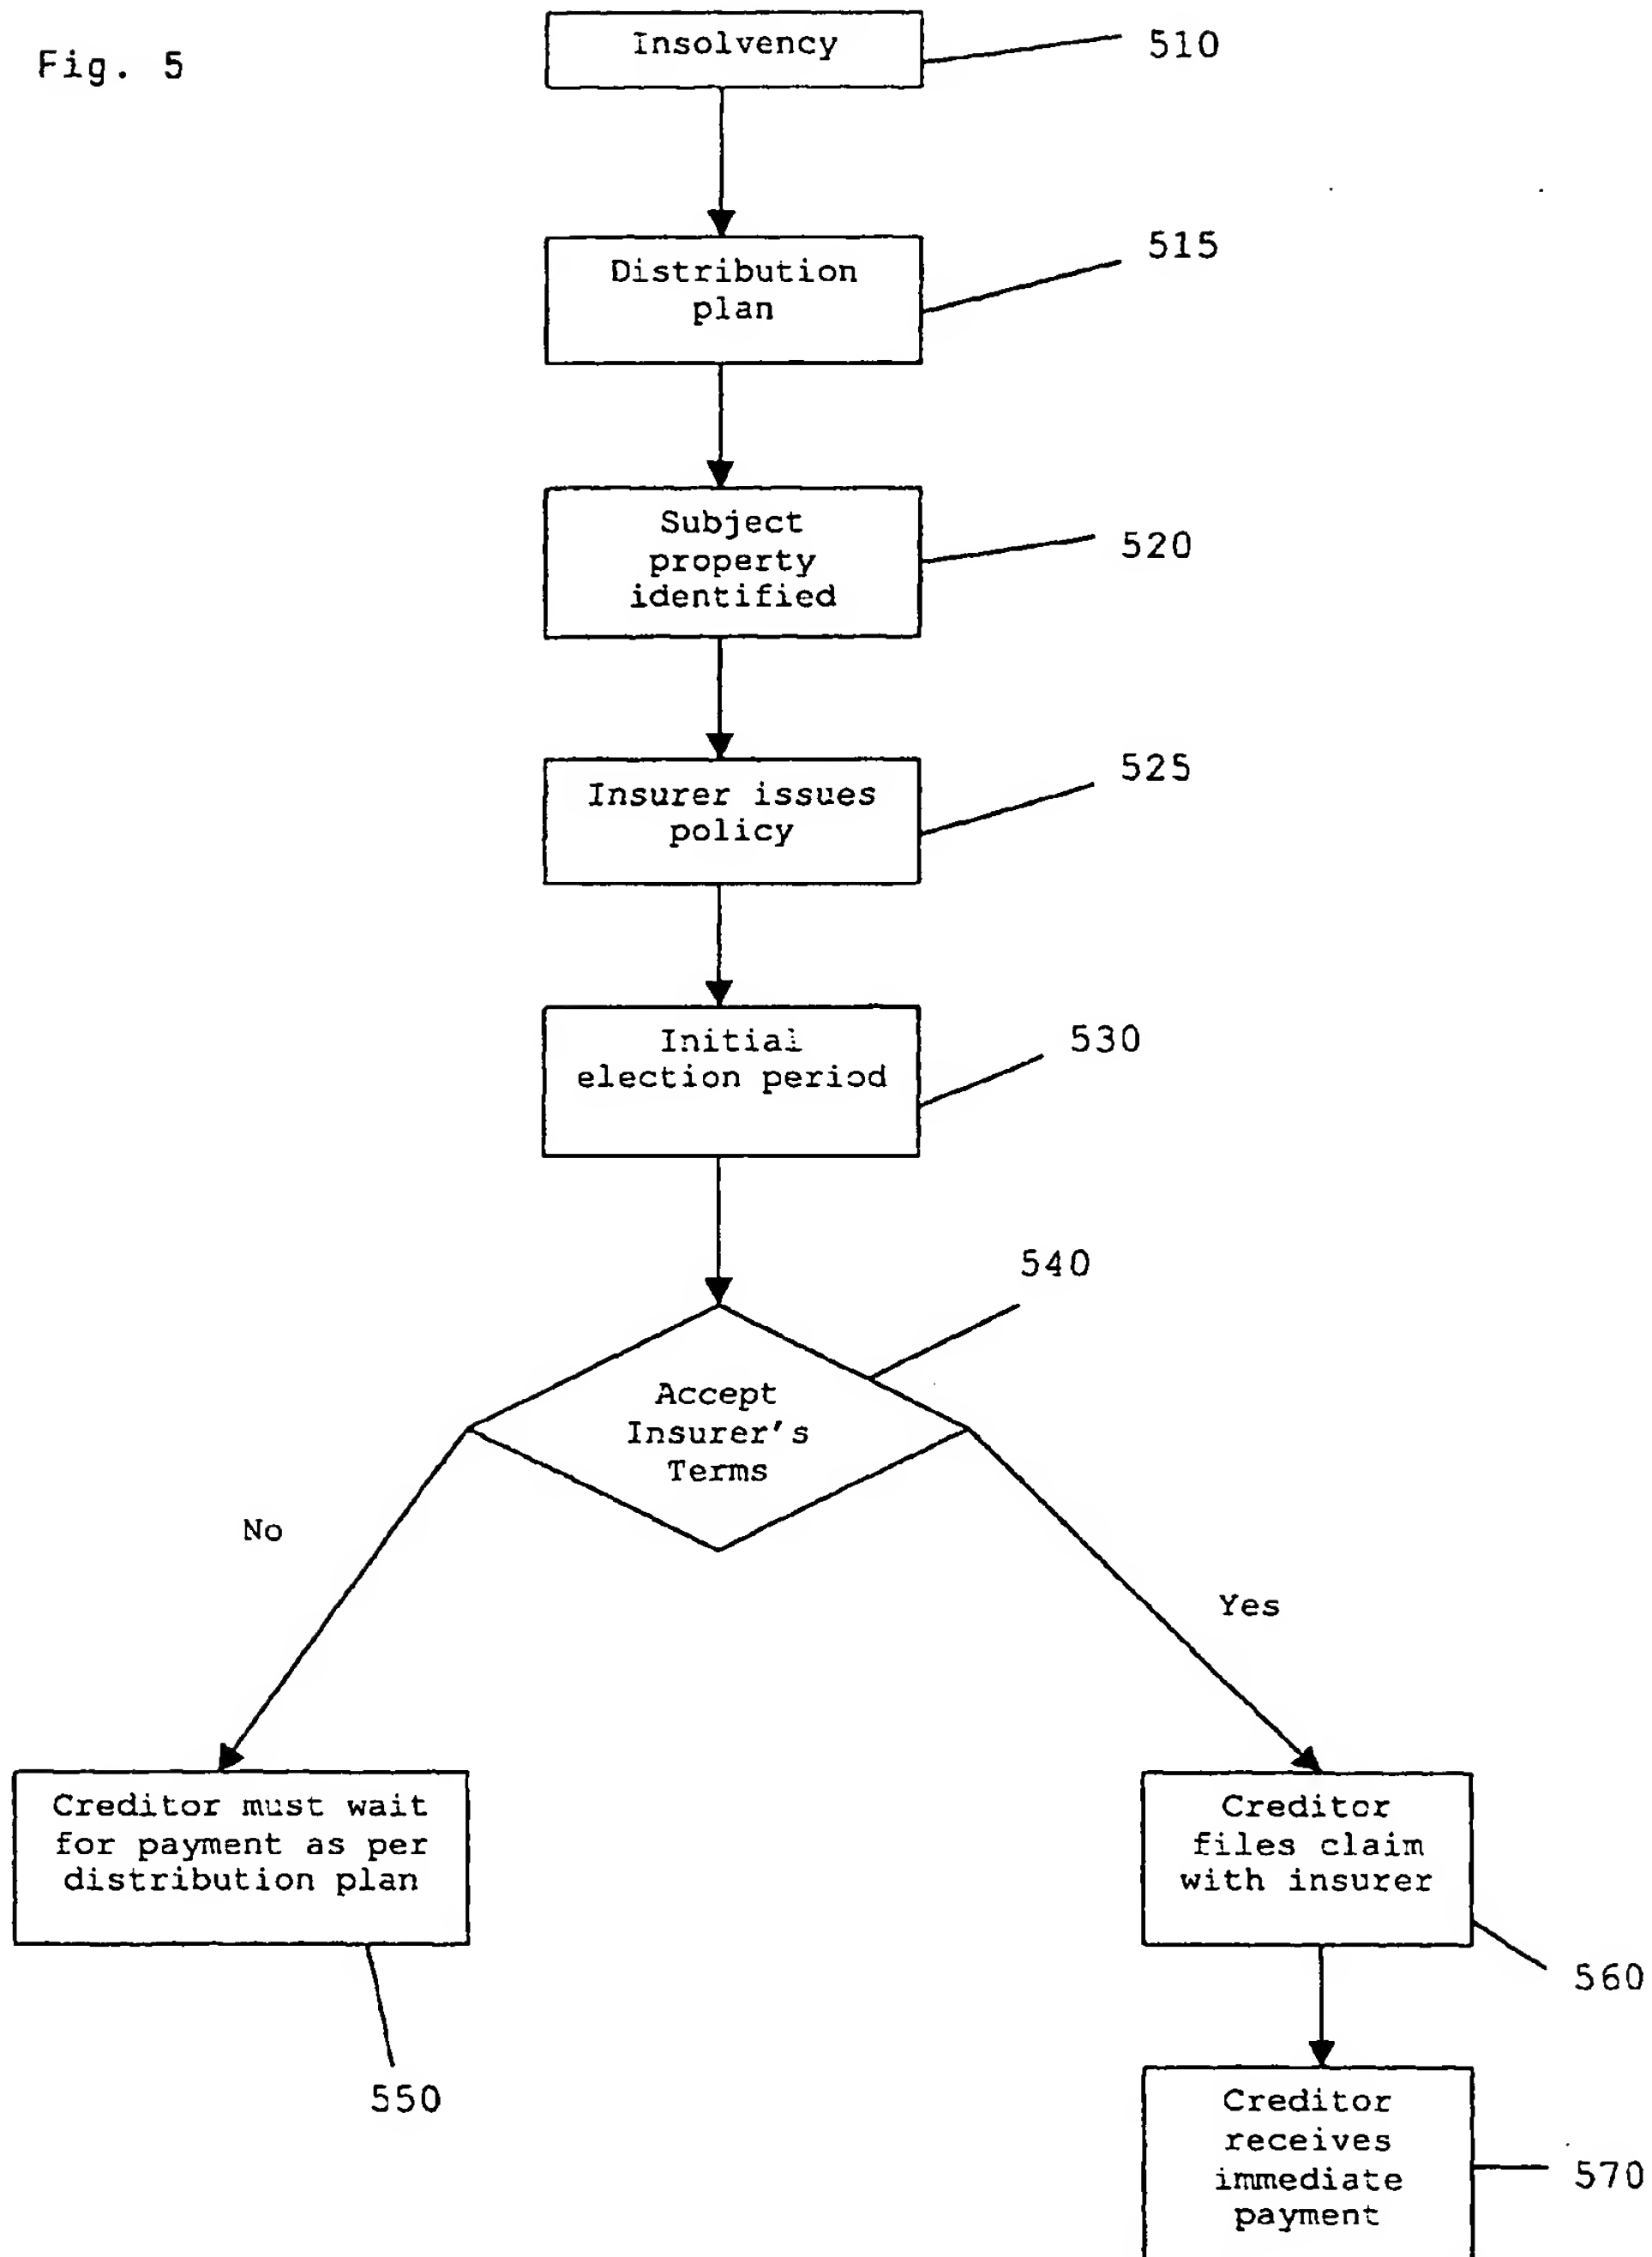 Fig. 5
Insolvency
510
Distribution
plan
515
Subject
property
identified
520
Insurer issues
policy
525
Initial
election period
530
540
Accept
Insurer's
Terms
No
Yes
Creditor must wait
for payment as per
distribution plan
550
Creditor
files claim
with insurer
560
Creditor
receives
immediate
payment
570